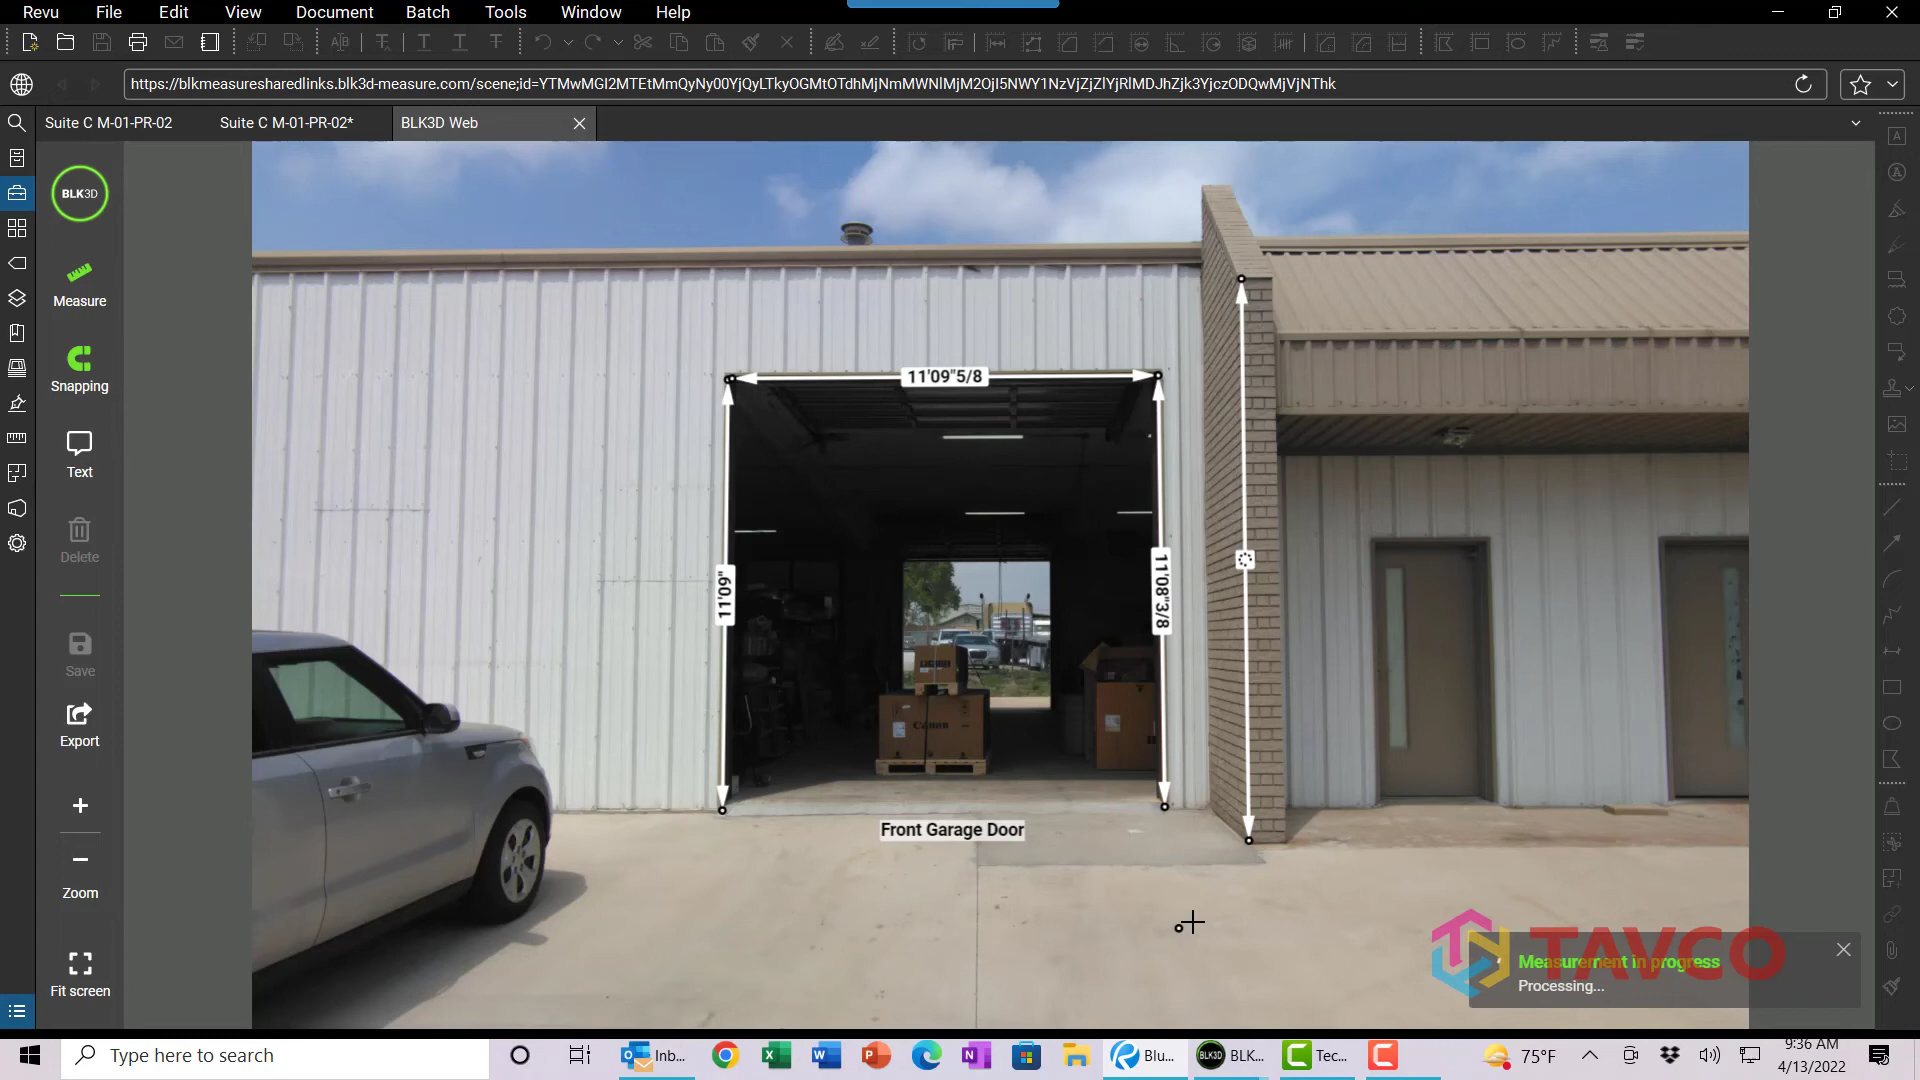 Revu File Edit View Document Batch Tools Window Help
https://blkmeasuresharedlinks.blk3d-measure.com/scene;id=YTMwMGI2MTEtMmQyNy00YjQyLTkyOGMtOTdhMjNmMWNlMjM2OjI5NWY1NzVjZjZlYjRlMDJhZjk3YjczODQwMjVjNThk
Suite C M-01-PR-02
Suite C M-01-PR-02*
BLK3D Web
BLK3D
Measure
Snapping
Text
Delete
Save
Export
Zoom
Fit screen
11'09"5/8
11'09"
11'08"3/8
Canon
Front Garage Door
TAVCO
Measurement in progress
Processing...
Type here to search
Inb...
Blu...
BLK...
Tec...
75°F
9:36 AM
4/13/2022